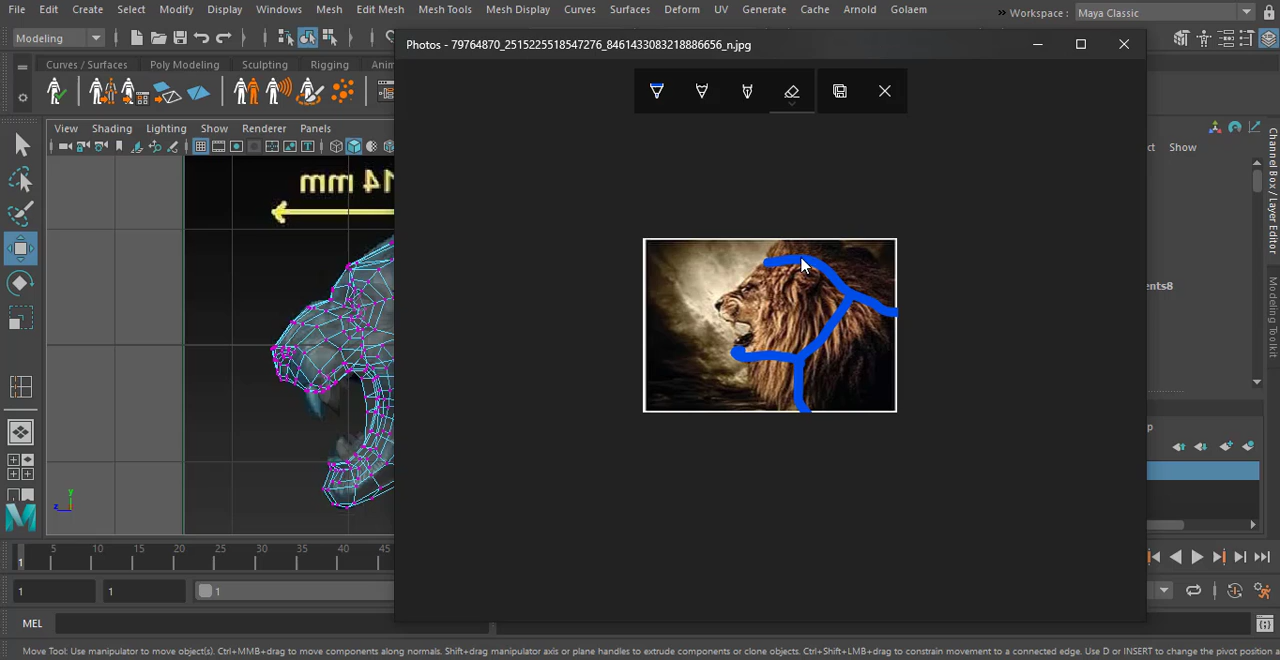 File Edit Create Select Modify Display Windows Mesh Edit Mesh Mesh Tools Mesh Display Curves Surfaces Deform UV Generate Cache Arnold Golaem » Workspace : Maya Classic
Modeling
Photos - 79764870_2515225518547276_8461433083218886656_n.jpg
Curves / Surfaces Poly Modeling Sculpting Rigging Anim
View Shading Lighting Show Renderer Panels
ct Show
Channel Box / Layer Editor
Modeling Toolkit
14 mm
ents8
p
y
z
5 10 15 20 25 30 35 40 45
1
1 1 1
MEL
Move Tool: Use manipulator to move object(s). Ctrl+MMB+drag to move components along normals. Shift+drag manipulator axis or plane handles to extrude components or clone objects. Ctrl+Shift+LMB+drag to constrain movement to a connected edge. Use D or INSERT to change the pivot position a